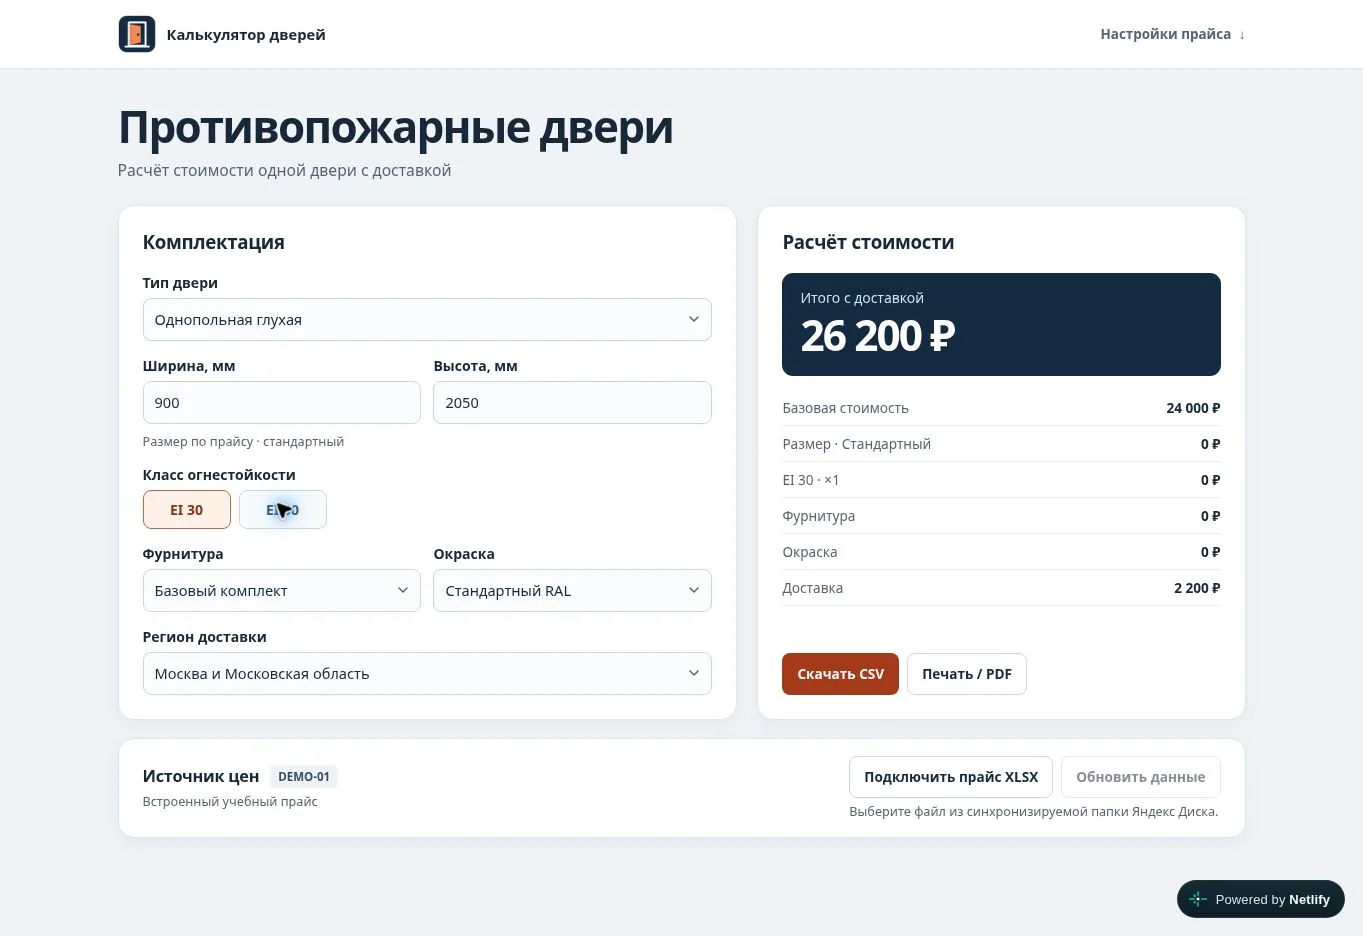 Калькулятор дверей
Настройки прайса ↓
Противопожарные двери
Расчёт стоимости одной двери с доставкой
Комплектация
Тип двери
Однопольная глухая
Ширина, мм
Высота, мм
900
2050
Размер по прайсу · стандартный
Класс огнестойкости
EI 30
Фурнитура
Окраска
Базовый комплект
Стандартный RAL
Регион доставки
Москва и Московская область
Расчёт стоимости
Итого с доставкой
26 200 ₽
Базовая стоимость 24 000 ₽
Размер · Стандартный 0 ₽
EI 30 · ×1 0 ₽
Фурнитура 0 ₽
Окраска 0 ₽
Доставка 2 200 ₽
Скачать CSV
Печать / PDF
Источник цен DEMO-01
Встроенный учебный прайс
Подключить прайс XLSX
Обновить данные
Выберите файл из синхронизируемой папки Яндекс Диска.
Powered by Netlify